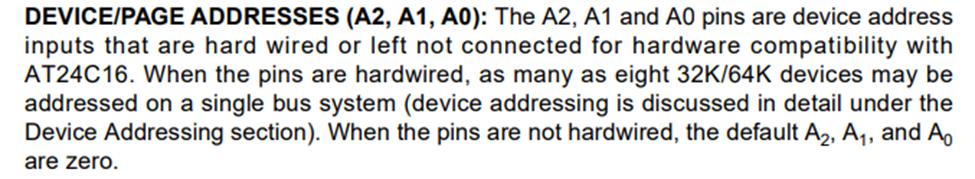 DEVICE/PAGE ADDRESSES (A2, A1, A0): The A2, A1 and A0 pins are device address
inputs that are hard wired or left not connected for hardware compatibility with
AT24C16. When the pins are hardwired, as many as eight 32K/64K devices may be
addressed on a single bus system (device addressing is discussed in detail under the
Device Addressing section). When the pins are not hardwired, the default A₂, A₁, and A₀
are zero.